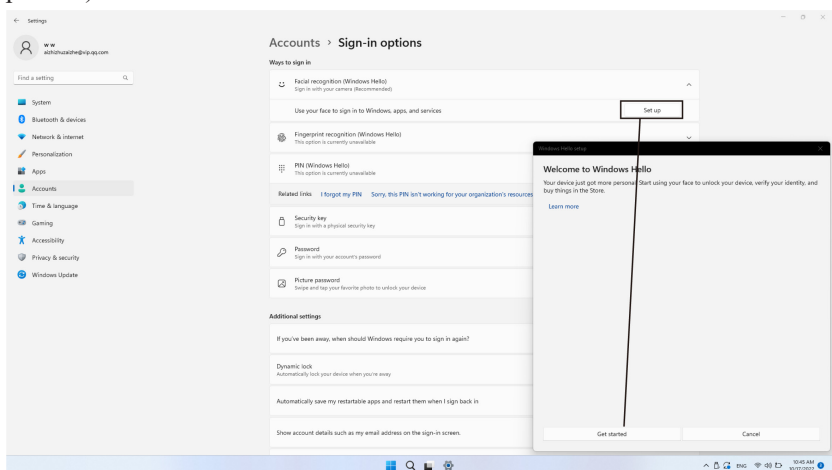 Settings
w w
aizhizhuzaizhe@vip.qq.com
Find a setting
System
Bluetooth & devices
Network & internet
Personalization
Apps
Accounts
Time & language
Gaming
Accessibility
Privacy & security
Windows Update
Accounts > Sign-in options
Ways to sign in
Facial recognition (Windows Hello)
Sign in with your camera (Recommended)
Use your face to sign in to Windows, apps, and services
Set up
Fingerprint recognition (Windows Hello)
This option is currently unavailable
PIN (Windows Hello)
This option is currently unavailable
Related links I forgot my PIN Sorry, this PIN isn't working for your organization's resources
Security key
Sign in with a physical security key
Password
Sign in with your account's password
Picture password
Swipe and tap your favorite photo to unlock your device
Additional settings
If you've been away, when should Windows require you to sign in again?
Dynamic lock
Automatically lock your device when you're away
Automatically save my restartable apps and restart them when I sign back in
Show account details such as my email address on the sign-in screen.
Windows Hello setup
Welcome to Windows Hello
Your device just got more personal. Start using your face to unlock your device, verify your identity, and
buy things in the Store.
Learn more
Get started
Cancel
ENG
10:45 AM